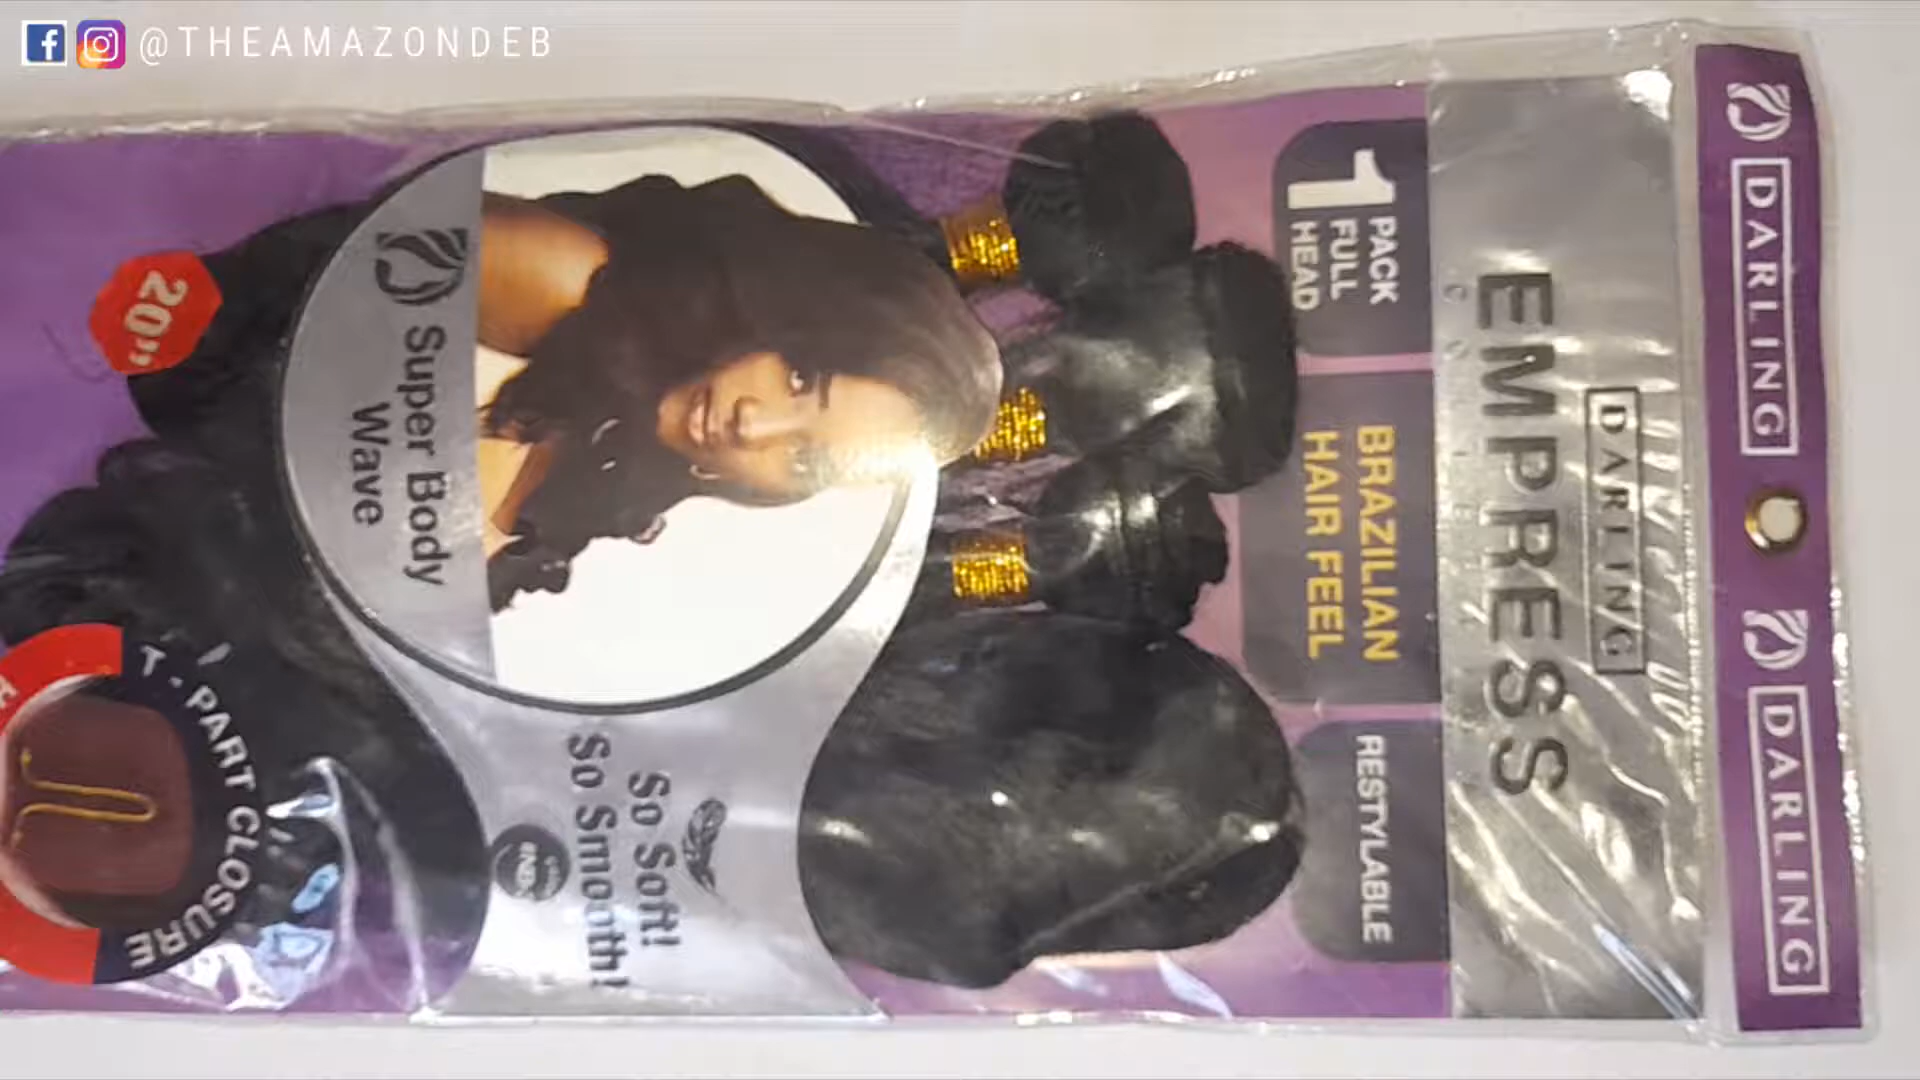 @THEAMAZONDEB
DARLING
DARLING
DARLING
EMPRESS
1 PACK
FULL
HEAD
BRAZILIAN
HAIR FEEL
RESTYLABLE
Super Body
Wave
So Soft!
So Smooth!
20"
T-PART CLOSURE